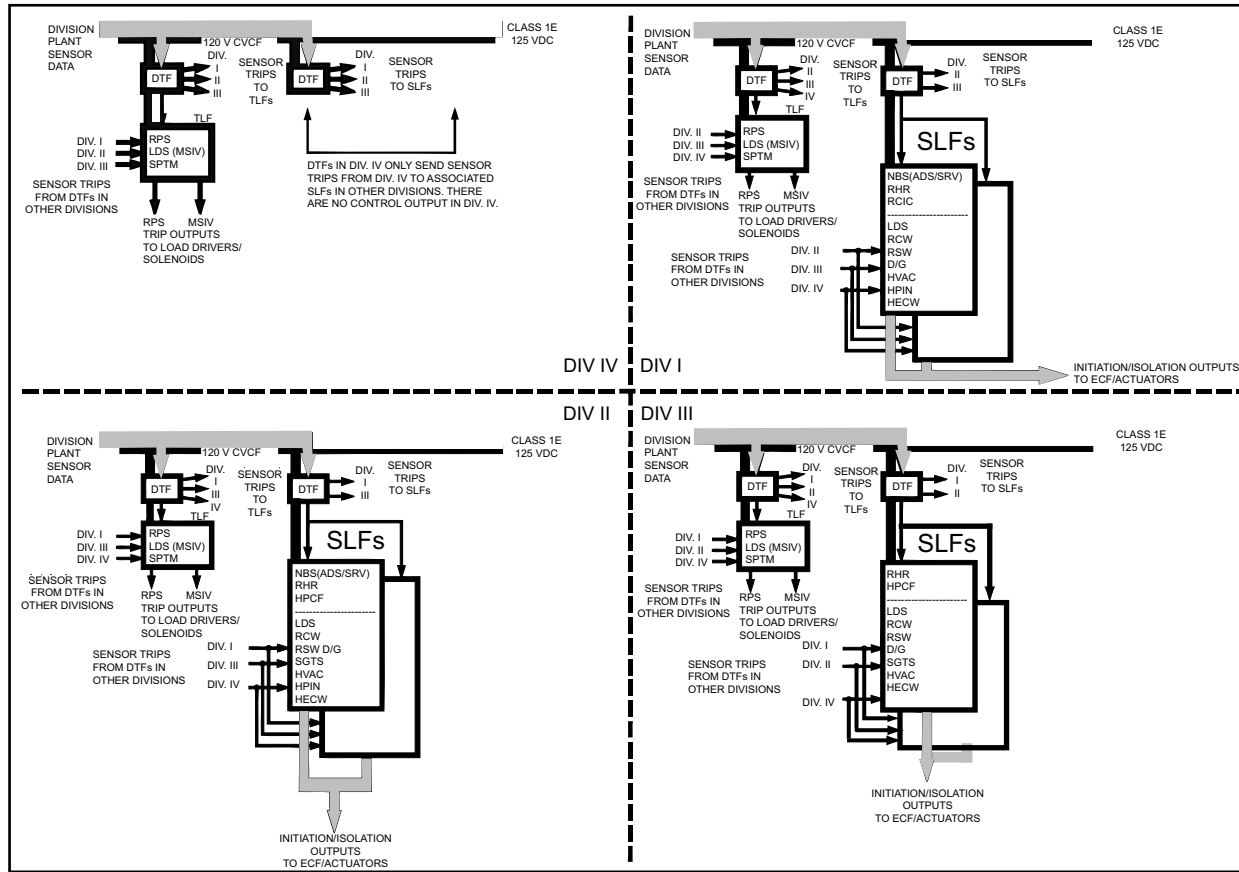 DIVISION
PLANT
SENSOR
DATA
120 V CVCF
CLASS 1E
125 VDC
DTF
DIV.
I
II
III
SENSOR
TRIPS
TO
TLFs
DTF
SENSOR
TRIPS
TO SLFs
TLF
DIV. I
DIV. II
DIV. III
RPS
LDS (MSIV)
SPTM
SENSOR TRIPS
FROM DTFs IN
OTHER DIVISIONS
RPS MSIV
TRIP OUTPUTS
TO LOAD DRIVERS/
SOLENOIDS
DTFs IN DIV. IV ONLY SEND SENSOR
TRIPS FROM DIV. IV TO ASSOCIATED
SLFs IN OTHER DIVISIONS. THERE
ARE NO CONTROL OUTPUT IN DIV. IV.
DIV IV
DIVISION
PLANT
SENSOR
DATA
120 V CVCF
CLASS 1E
125 VDC
DTF
DIV.
II
III
IV
SENSOR
TRIPS
TO
TLFs
DTF
DIV.
II
III
SENSOR
TRIPS
TO SLFs
TLF
DIV. II
DIV. III
DIV. IV
RPS
LDS (MSIV)
SPTM
SENSOR TRIPS
FROM DTFs IN
OTHER DIVISIONS
RPS MSIV
TRIP OUTPUTS
TO LOAD DRIVERS/
SOLENOIDS
SLFs
NBS(ADS/SRV)
RHR
RCIC
LDS
RCW
RSW
D/G
HVAC
HPIN
HECW
SENSOR TRIPS
FROM DTFs IN
OTHER DIVISIONS
DIV. II
DIV. III
DIV. IV
INITIATION/ISOLATION OUTPUTS
TO ECF/ACTUATORS
DIV I
DIV II
DIVISION
PLANT
SENSOR
DATA
120 V CVCF
CLASS 1E
125 VDC
DTF
DIV.
I
III
IV
SENSOR
TRIPS
TO
TLFs
DTF
DIV.
I
III
SENSOR
TRIPS
TO SLFs
TLF
DIV. I
DIV. III
DIV. IV
RPS
LDS (MSIV)
SPTM
SENSOR TRIPS
FROM DTFs IN
OTHER DIVISIONS
RPS MSIV
TRIP OUTPUTS
TO LOAD DRIVERS/
SOLENOIDS
SLFs
NBS(ADS/SRV)
RHR
HPCF
LDS
RCW
RSW D/G
SGTS
HVAC
HPIN
HECW
SENSOR TRIPS
FROM DTFs IN
OTHER DIVISIONS
DIV. I
DIV. III
DIV. IV
INITIATION/ISOLATION
OUTPUTS
TO ECF/ACTUATORS
DIV III
DIVISION
PLANT
SENSOR
DATA
120 V CVCF
CLASS 1E
125 VDC
DTF
DIV.
I
II
IV
SENSOR
TRIPS
TO
TLFs
DTF
DIV.
I
II
SENSOR
TRIPS
TO SLFs
TLF
DIV. I
DIV. II
DIV. IV
RPS
LDS (MSIV)
SPTM
SENSOR TRIPS
FROM DTFs IN
OTHER DIVISIONS
RPS MSIV
TRIP OUTPUTS
TO LOAD DRIVERS/
SOLENOIDS
SLFs
RHR
HPCF
LDS
RCW
RSW
D/G
SGTS
HVAC
HECW
SENSOR TRIPS
FROM DTFs IN
OTHER DIVISIONS
DIV. I
DIV. II
DIV. IV
INITIATION/ISOLATION
OUTPUTS
TO ECF/ACTUATORS